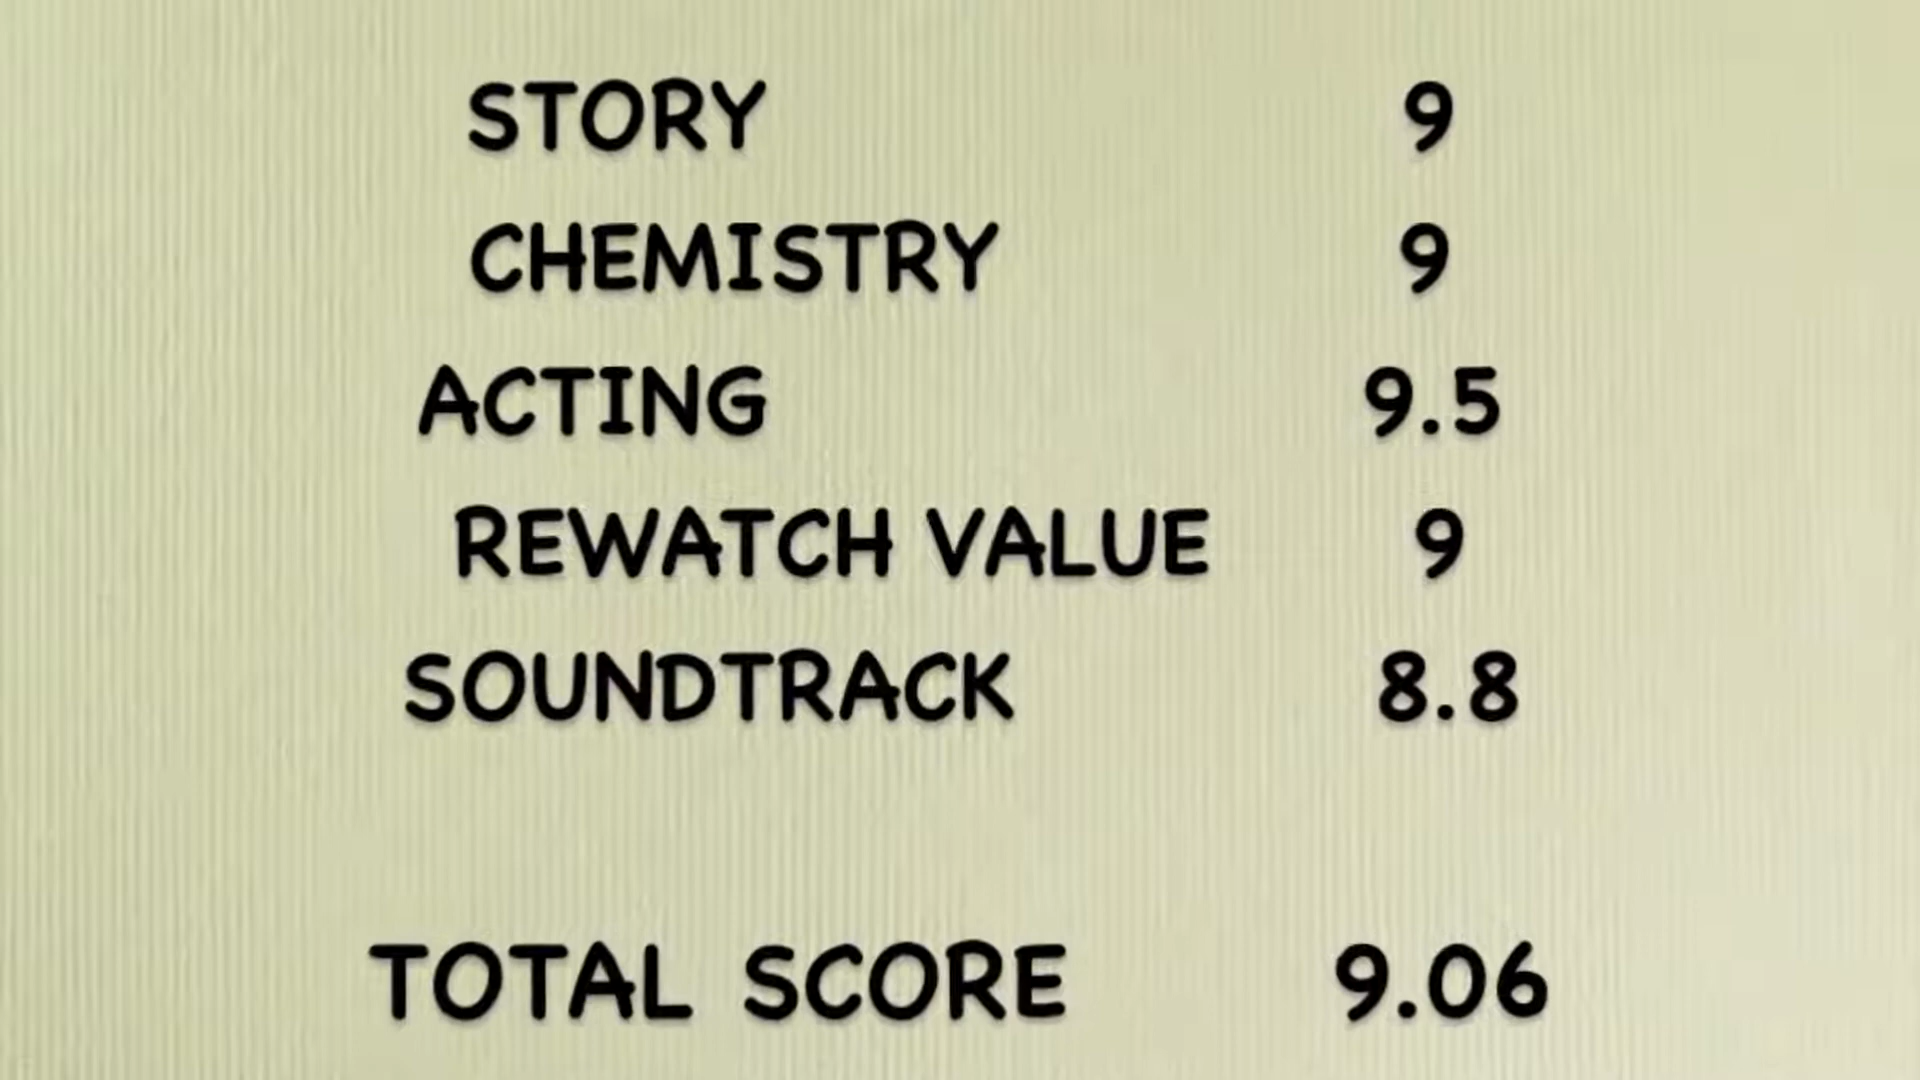 STORY 9
CHEMISTRY 9
ACTING 9.5
REWATCH VALUE 9
SOUNDTRACK 8.8
TOTAL SCORE 9.06